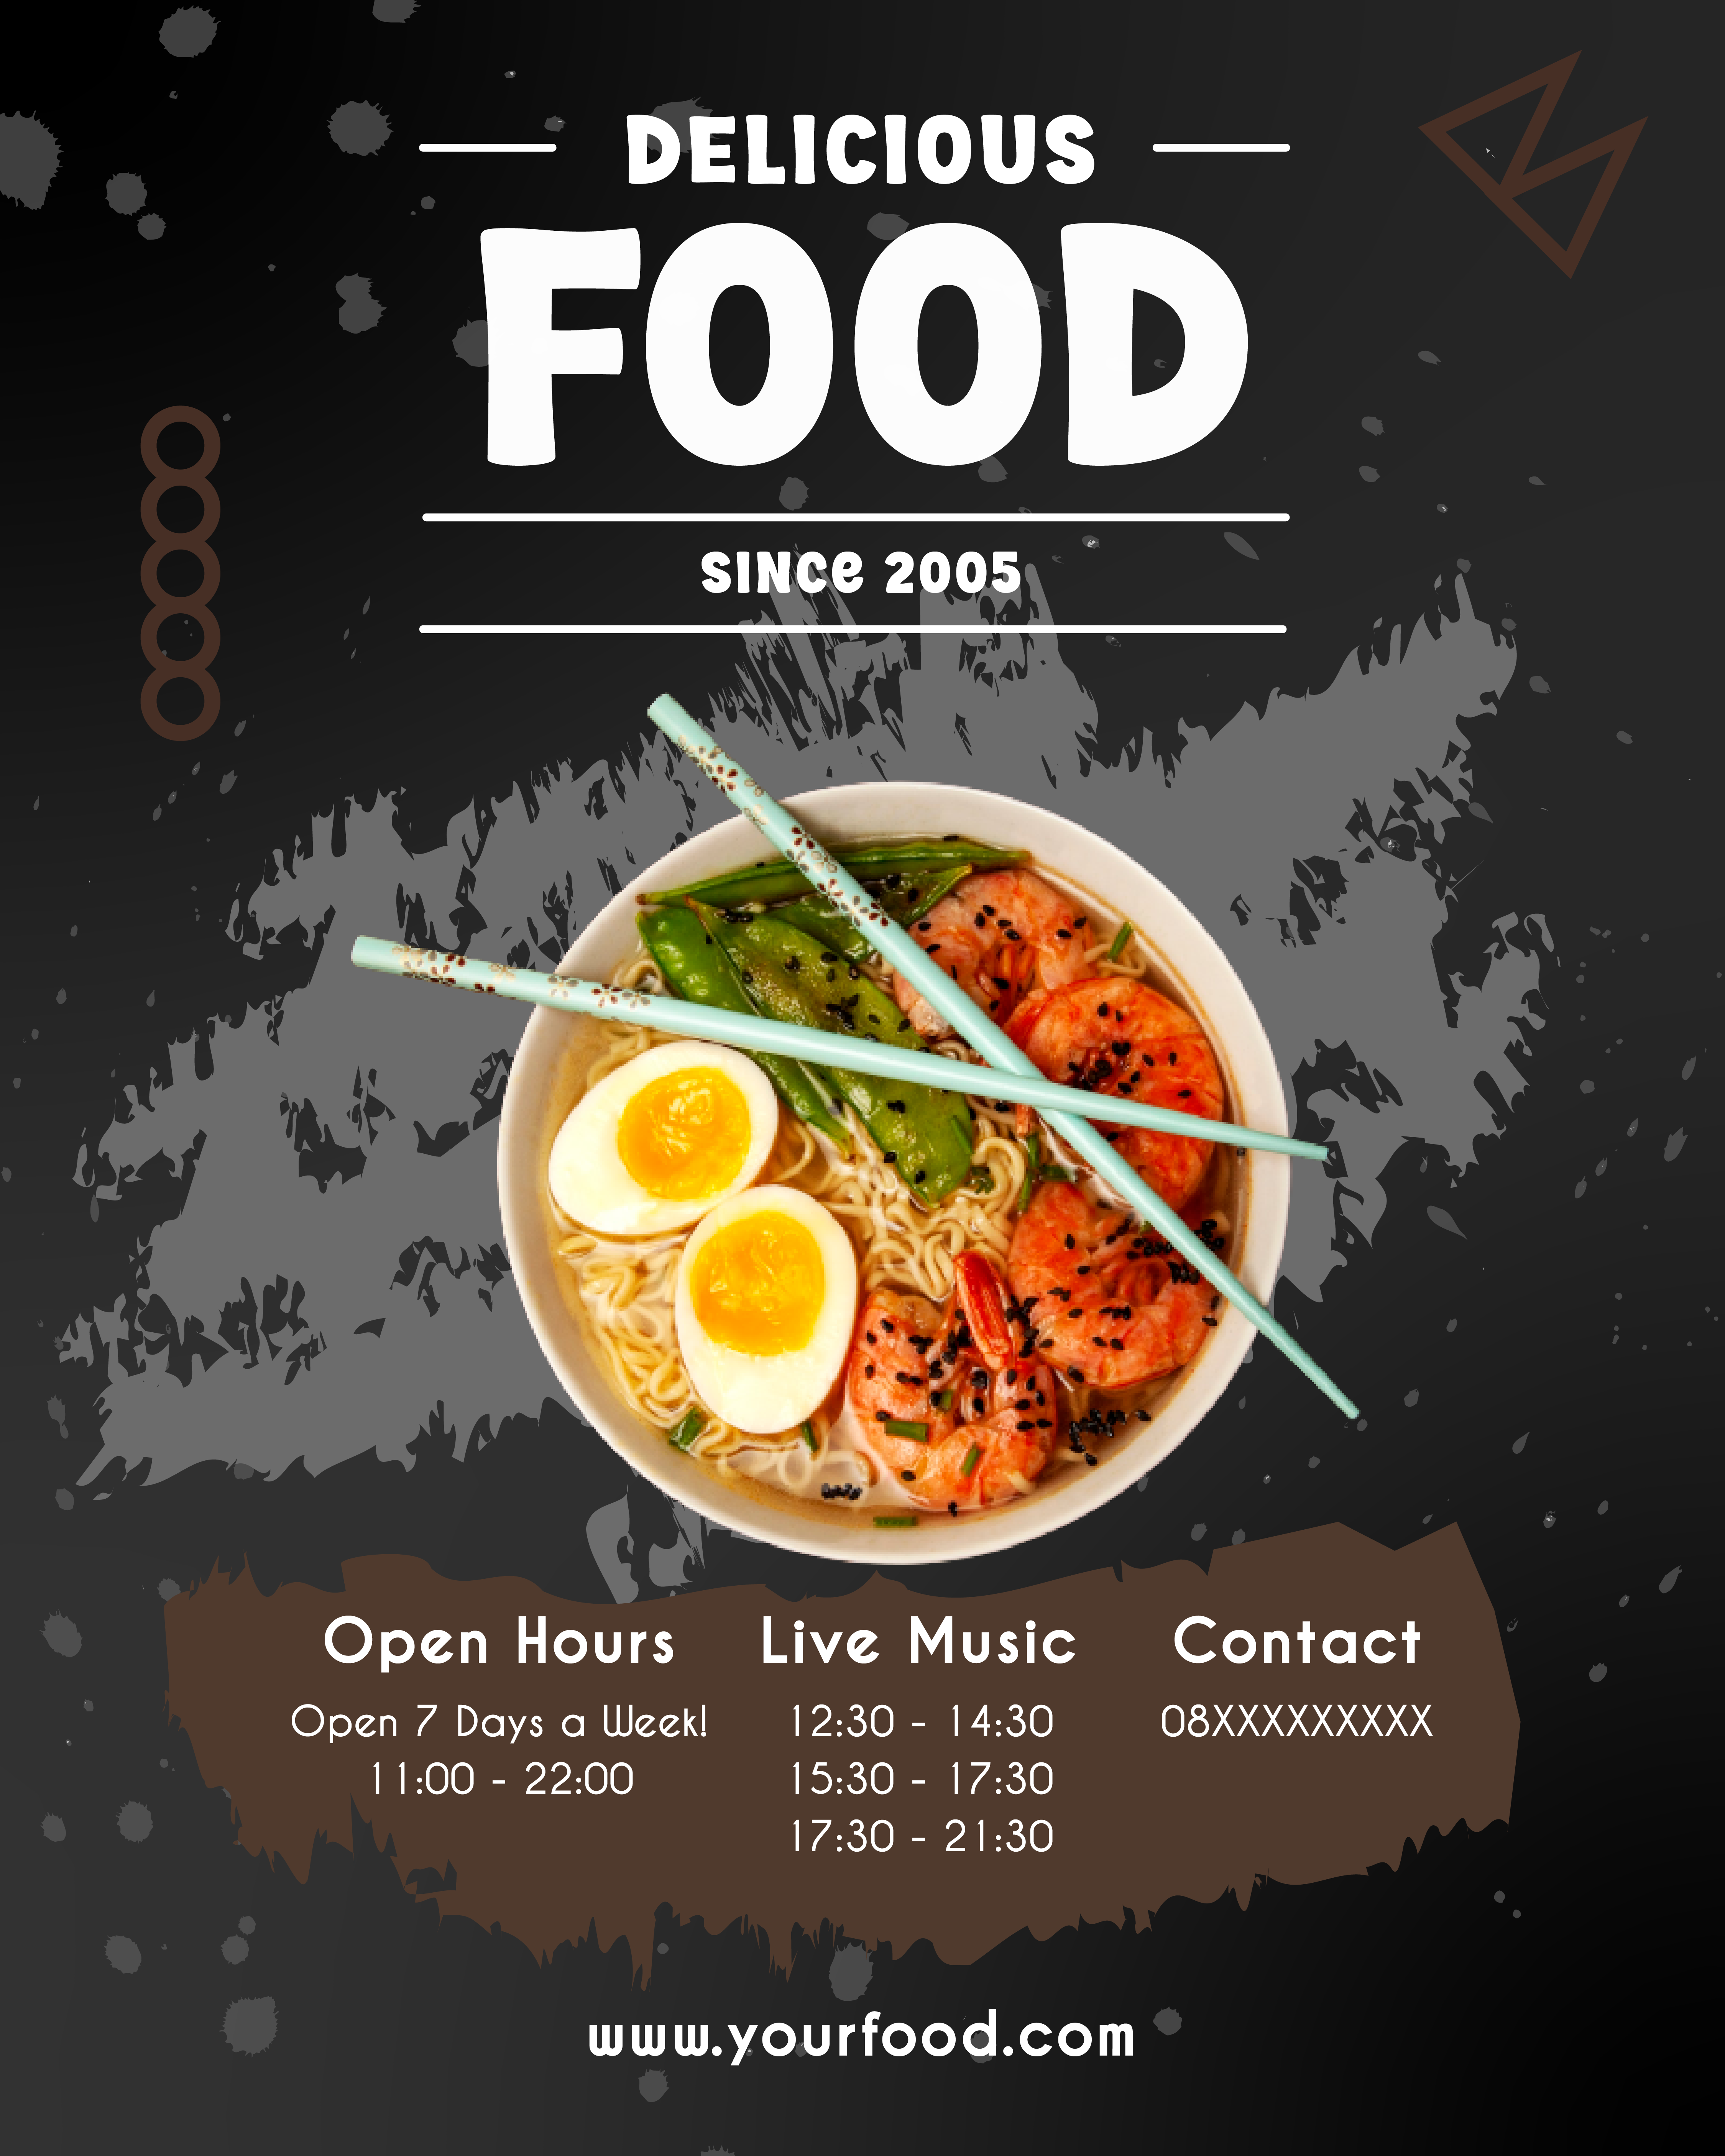 DELICIOUS
FOOD
SINCe 2005
Open Hours
Open 7 Days a Week!
11:00 - 22:00
Live Music
12:30 - 14:30
15:30 - 17:30
17:30 - 21:30
Contact
08XXXXXXXXX
www.yourfood.com